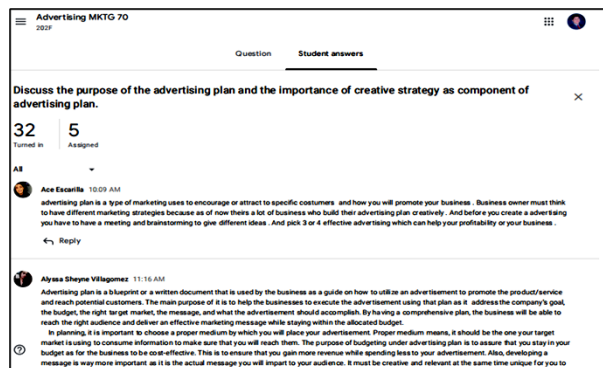 Advertising MKTG 70
202F
Question Student answers
Discuss the purpose of the advertising plan and the importance of creative strategy as component of
advertising plan.
32 5
Turned in Assigned
All
Ace Escarilla 10:09 AM
advertising plan is a type of marketing uses to encourage or attract to specific costumers and how you will promote your business . Business owner must think
to have different marketing strategies because as of now theirs a lot of business who build their advertising plan creatively . And before you create a advertising
you have to have a meeting and brainstorming to give different ideas . And pick 3 or 4 effective advertising which can help your profitability or your business .
Reply
Alyssa Sheyne Villagomez 11:16 AM
Advertising plan is a blueprint or a written document that is used by the business as a guide on how to utilize an advertisement to promote the product/service
and reach potential customers. The main purpose of it is to help the businesses to execute the advertisement using that plan as it address the company's goal,
the budget, the right target market, the message, and what the advertisement should accomplish. By having a comprehensive plan, the business will be able to
reach the right audience and deliver an effective marketing message while staying within the allocated budget.
In planning, it is important to choose a proper medium by which you will place your advertisement. Proper medium means, it should be the one your target
market is using to consume information to make sure that you will reach them. The purpose of budgeting under advertising plan is to assure that you stay in your
budget as for the business to be cost-effective. This is to ensure that you gain more revenue while spending less to your advertisement. Also, developing a
message is way more important as it is the actual message you will impart to your audience. It must be creative and relevant at the same time unique for you to